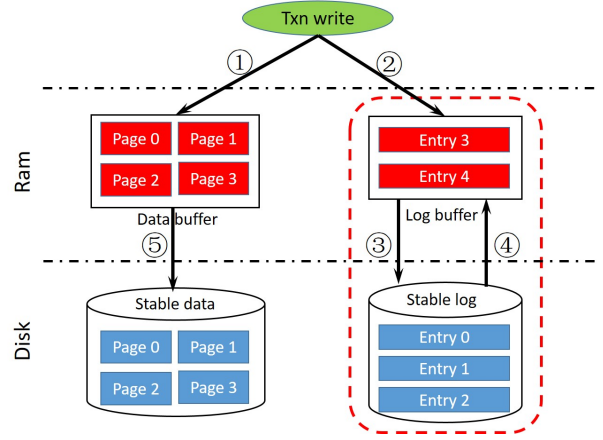 Txn write
① ②
Ram
Page 0 Page 1
Page 2 Page 3
Data buffer
Entry 3
Entry 4
Log buffer
⑤ ③ ④
Disk
Stable data
Page 0 Page 1
Page 2 Page 3
Stable log
Entry 0
Entry 1
Entry 2